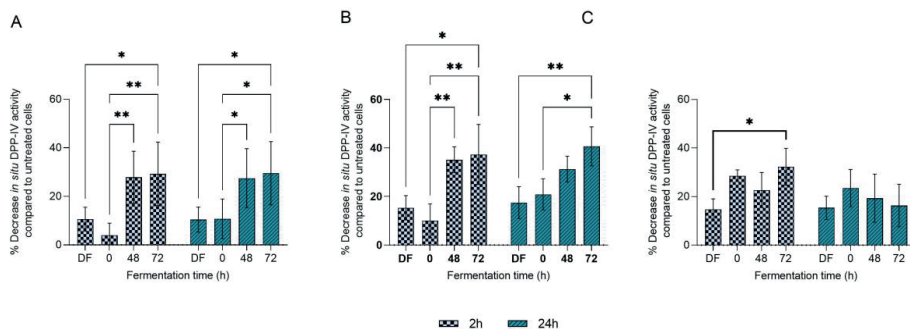 A
B
C
* ** ** * * *
* ** ** ** *
*
% Decrease in situ DPP-IV activity
compared to untreated cells
60
40
20
0
DF 0 48 72 DF 0 48 72
Fermentation time (h)
% Decrease in situ DPP-IV activity
compared to untreated cells
60
40
20
0
DF 0 48 72 DF 0 48 72
Fermentation time (h)
% Decrease in situ DPP-IV activity
compared to untreated cells
60
40
20
0
DF 0 48 72 DF 0 48 72
Fermentation time (h)
2h 24h